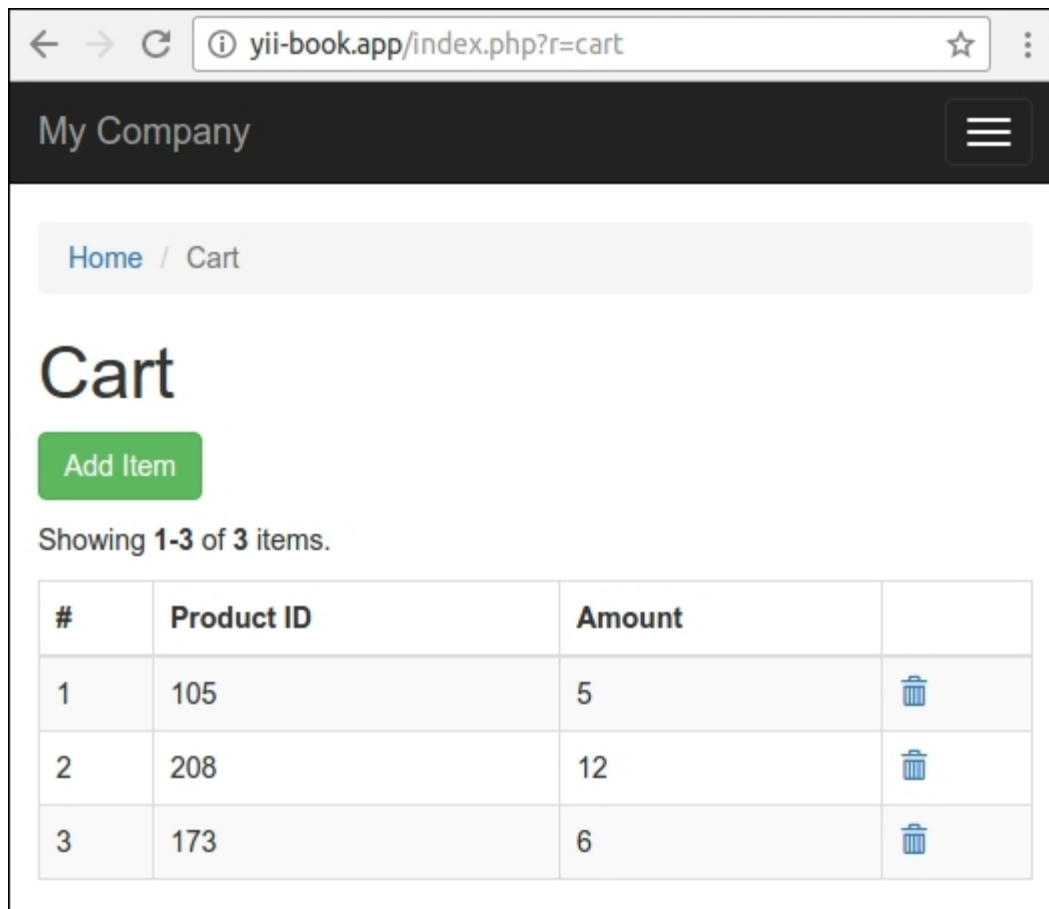 yii-book.app/index.php?r=cart
My Company
Home / Cart
Cart
Add Item
Showing 1-3 of 3 items.
# Product ID Amount
1 105 5
2 208 12
3 173 6